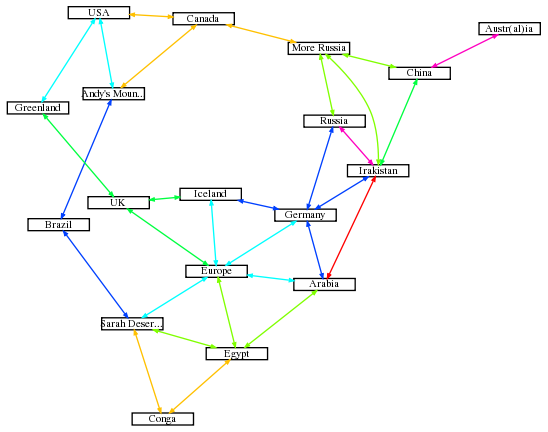 USA
Canada
Austr(al)ia
More Russia
China
Andy's Moun...
Greenland
Russia
Irakistan
Iceland
UK
Germany
Brazil
Europe
Arabia
Sarah Deser...
Egypt
Conga